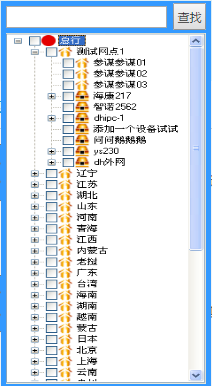 查找
总行
测试网点1
参谋参谋01
参谋参谋02
参谋参谋03
海康217
智诺2562
dhipc-1
添加一个设备试试
问问鹅鹅鹅
ys230
dh外网
辽宁
江苏
湖北
山东
河南
青海
江西
内蒙古
老挝
广东
台湾
海南
湖南
越南
蒙古
日本
北京
上海
云南